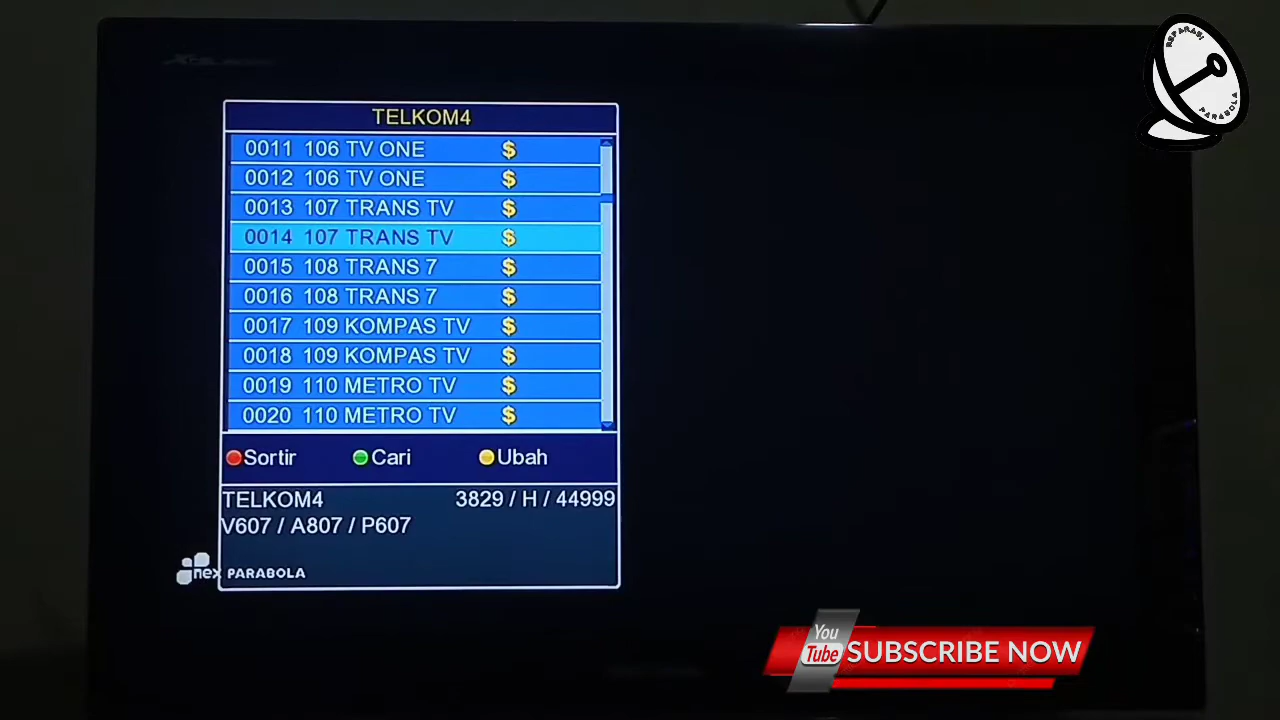 REPARASI
PARABOLA
TELKOM4
0011 106 TV ONE $
0012 106 TV ONE $
0013 107 TRANS TV $
0014 107 TRANS TV $
0015 108 TRANS 7 $
0016 108 TRANS 7 $
0017 109 KOMPAS TV $
0018 109 KOMPAS TV $
0019 110 METRO TV $
0020 110 METRO TV $
Sortir Cari Ubah
TELKOM4 3829 / H / 44999
V607 / A807 / P607
nex PARABOLA
You
Tube
SUBSCRIBE NOW